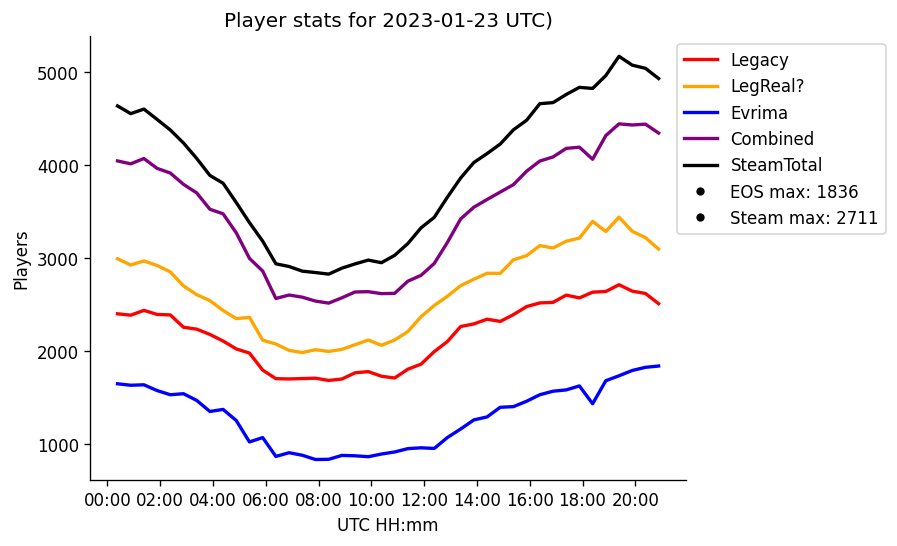 Player stats for 2023-01-23 UTC)
Legacy
LegReal?
Evrima
Combined
SteamTotal
EOS max: 1836
Steam max: 2711
Players
5000
4000
3000
2000
1000
00:00 02:00 04:00 06:00 08:00 10:00 12:00 14:00 16:00 18:00 20:00
UTC HH:mm